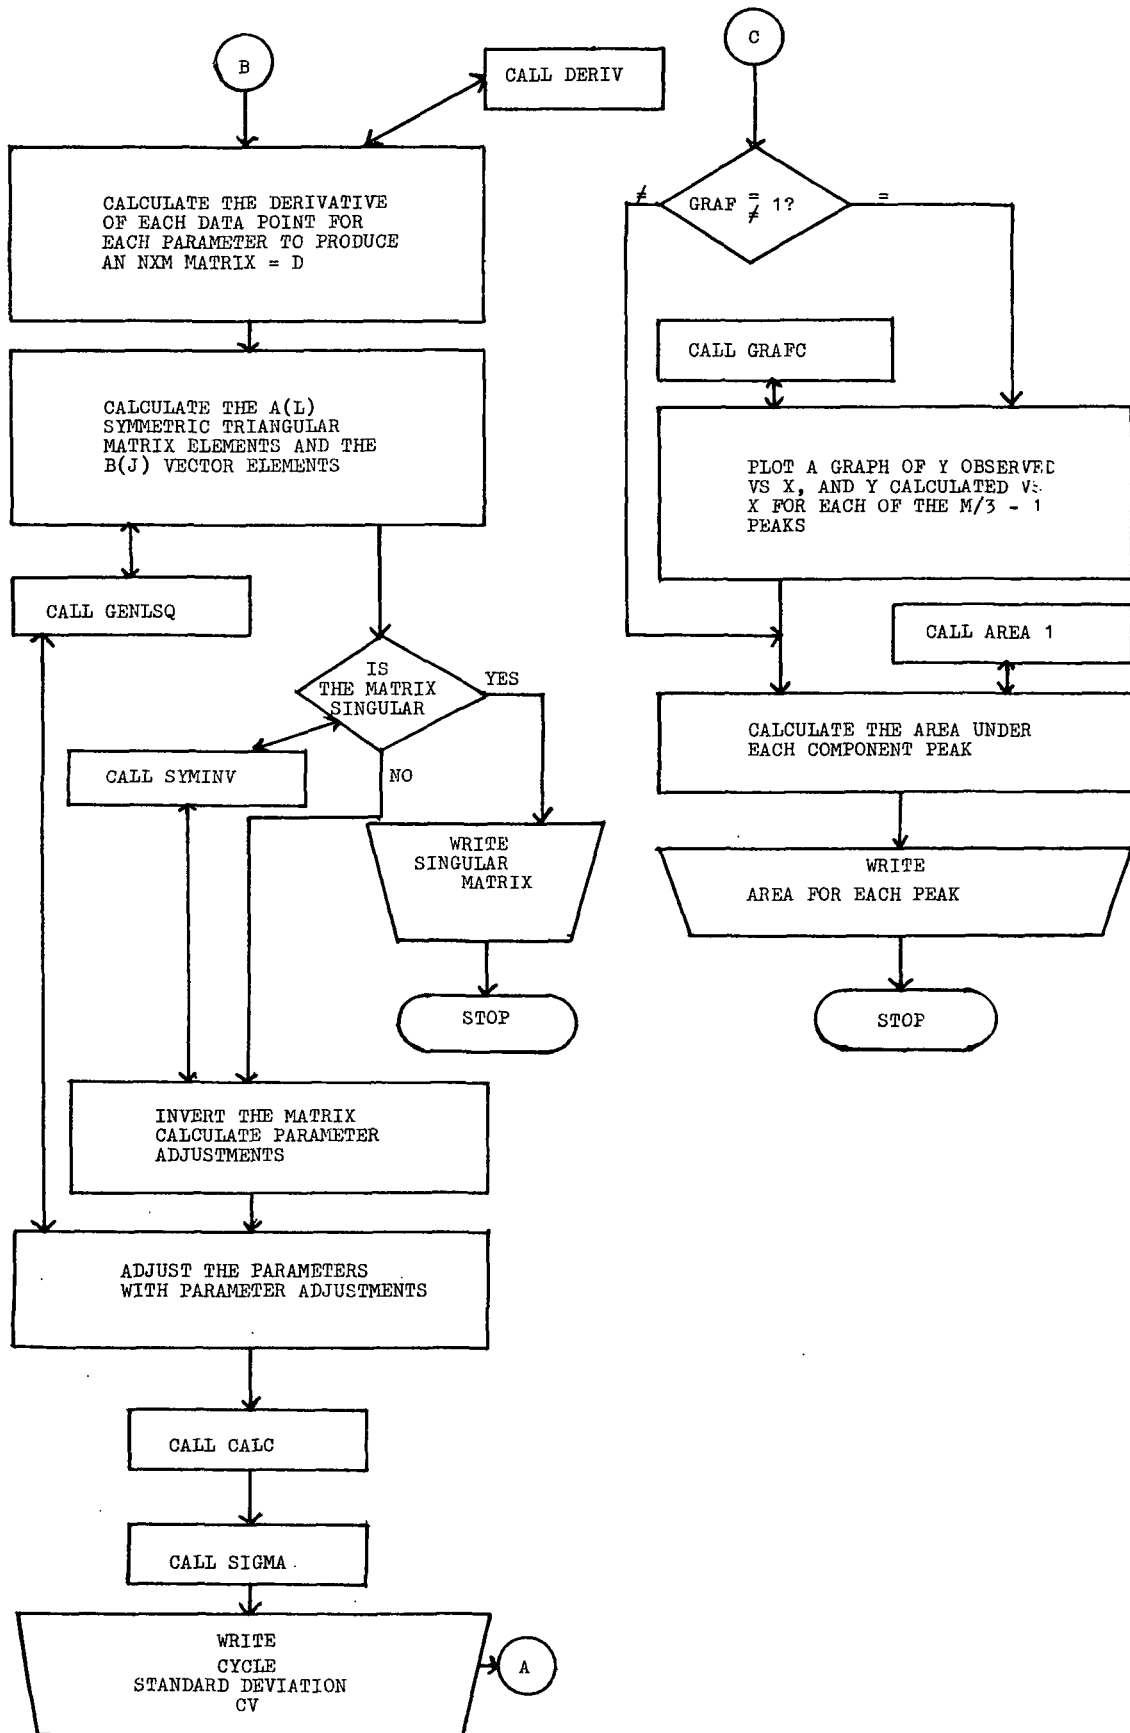 B
CALL DERIV
CALCULATE THE DERIVATIVE
OF EACH DATA POINT FOR
EACH PARAMETER TO PRODUCE
AN NXM MATRIX = D
CALCULATE THE A(L)
SYMMETRIC TRIANGULAR
MATRIX ELEMENTS AND THE
B(J) VECTOR ELEMENTS
CALL GENLSQ
IS
THE MATRIX
SINGULAR
YES
NO
CALL SYMINV
WRITE
SINGULAR
MATRIX
STOP
INVERT THE MATRIX
CALCULATE PARAMETER
ADJUSTMENTS
ADJUST THE PARAMETERS
WITH PARAMETER ADJUSTMENTS
CALL CALC
CALL SIGMA
WRITE
CYCLE
STANDARD DEVIATION
CV
A
C
≠
GRAF = ≠ 1?
=
CALL GRAFC
PLOT A GRAPH OF Y OBSERVED
VS X, AND Y CALCULATED VS
X FOR EACH OF THE M/3 - 1
PEAKS
CALL AREA 1
CALCULATE THE AREA UNDER
EACH COMPONENT PEAK
WRITE
AREA FOR EACH PEAK
STOP